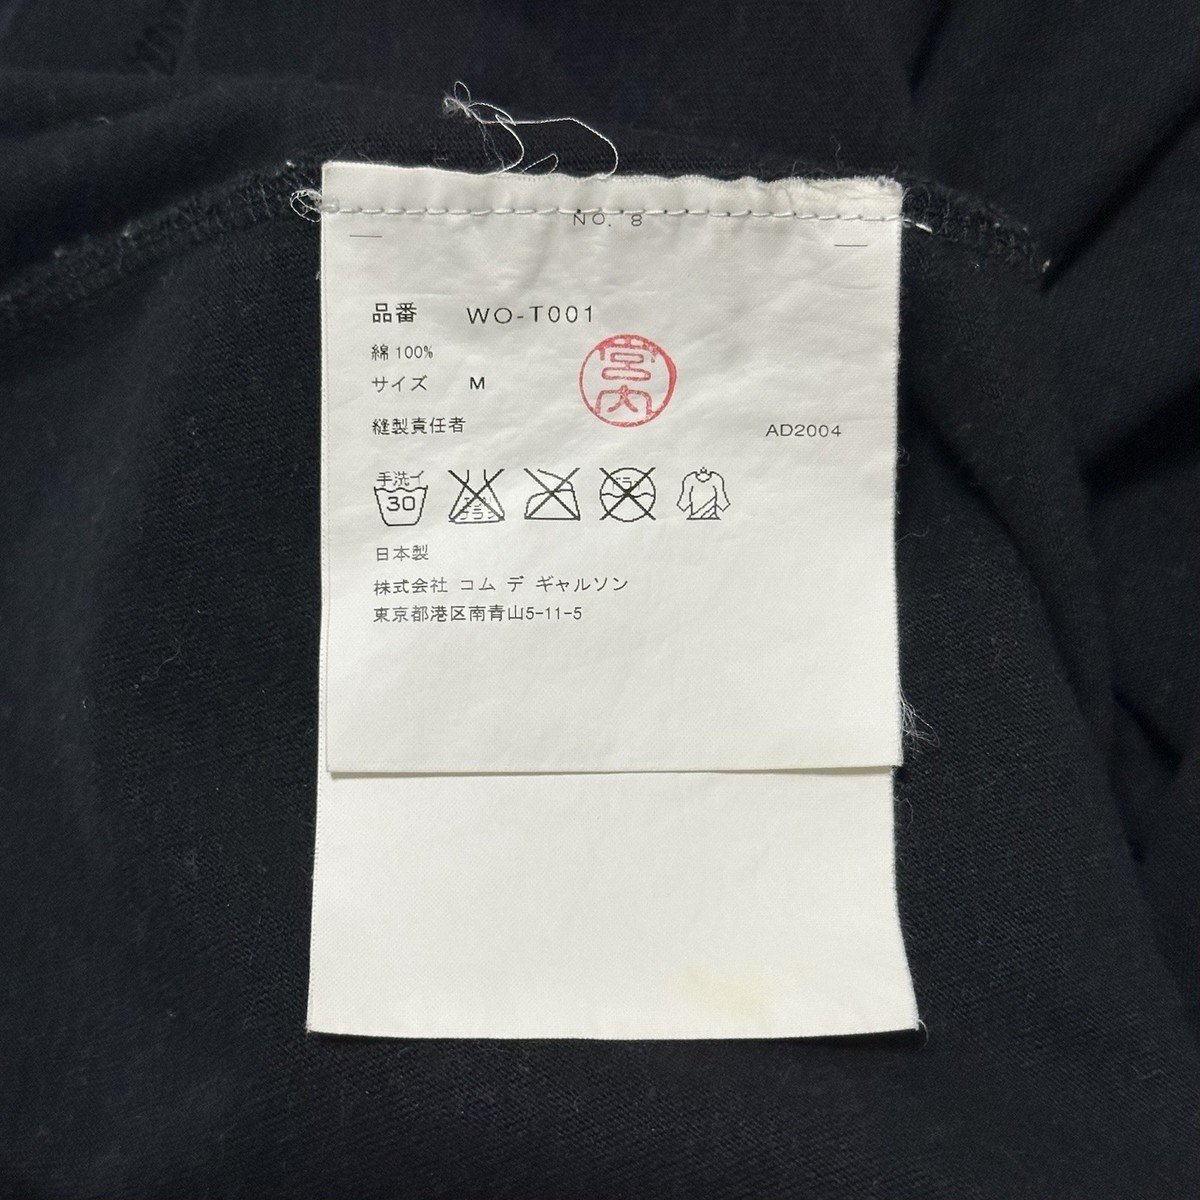 NO. 8
品番 WO-T001
綿 100%
サイズ M
宮内
縫製責任者
AD2004
手洗イ
30
日本製
株式会社 コム デ ギャルソン
東京都港区南青山5-11-5